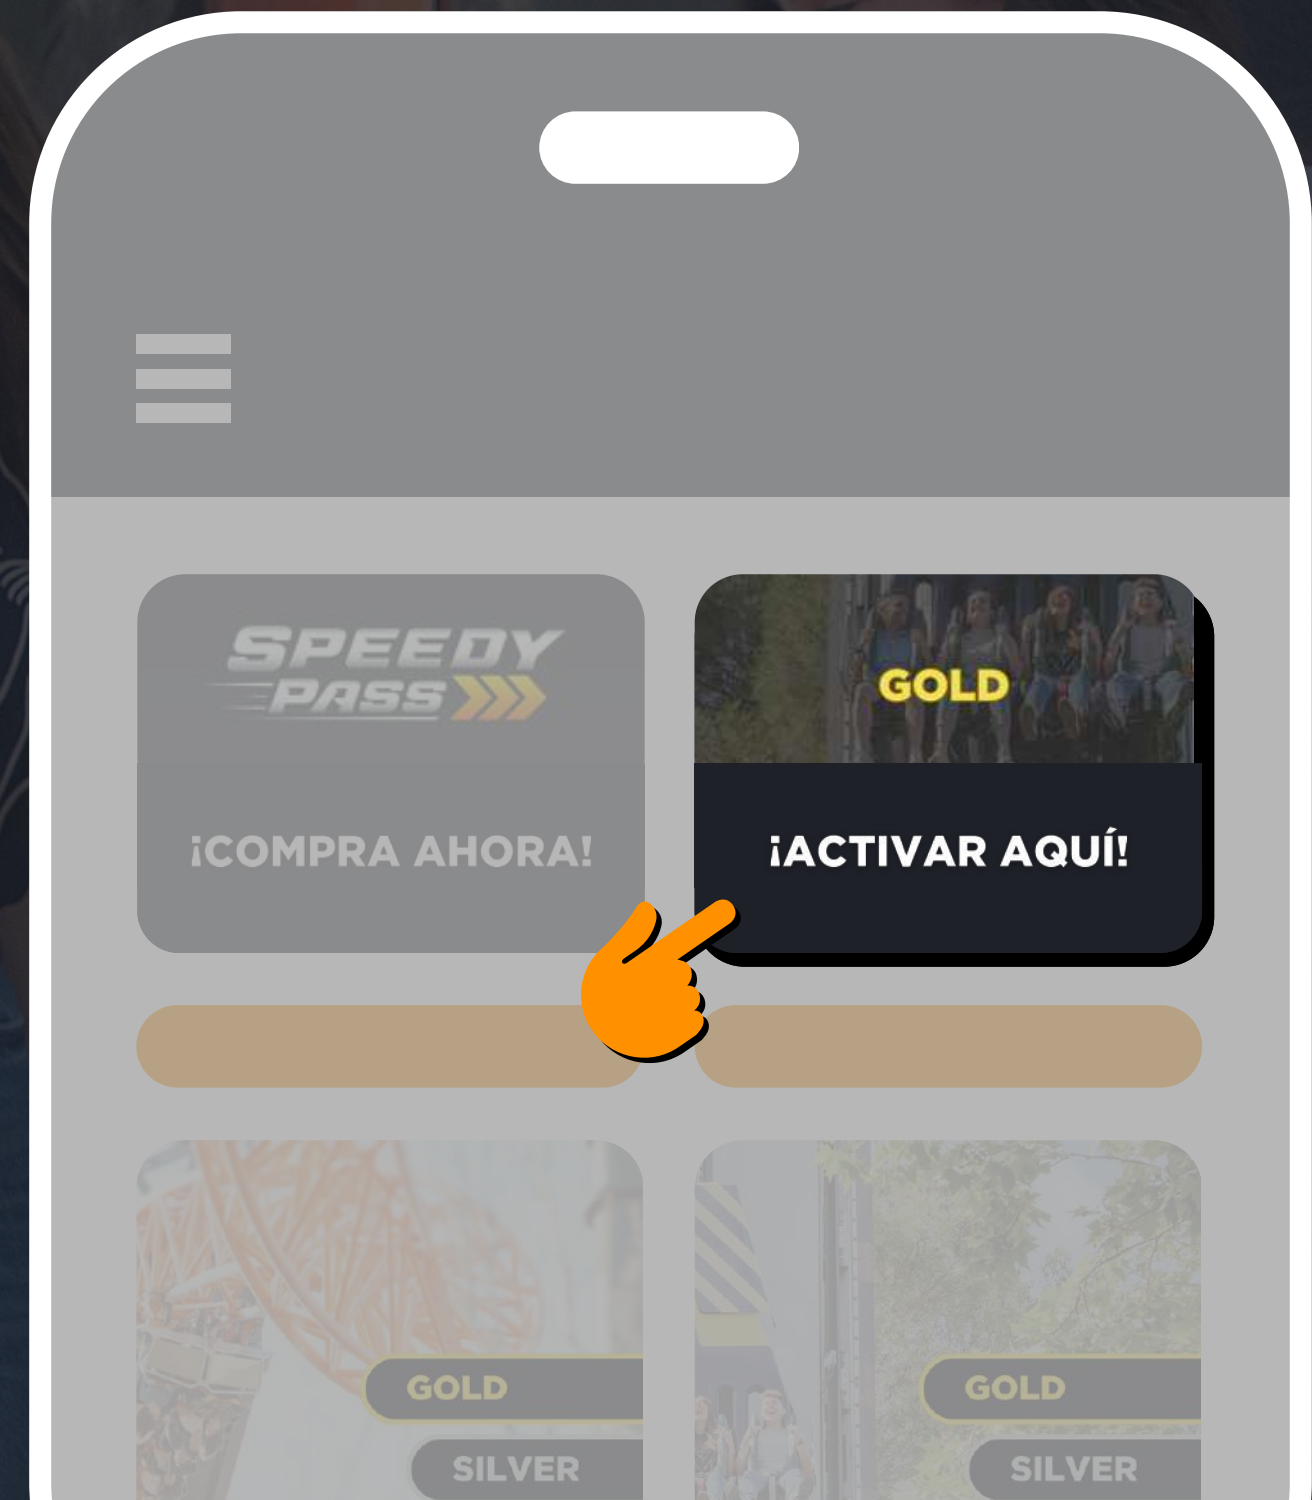 SPEEDY
PASS
¡COMPRA AHORA!
GOLD
¡ACTIVAR AQUÍ!
GOLD
SILVER
GOLD
SILVER